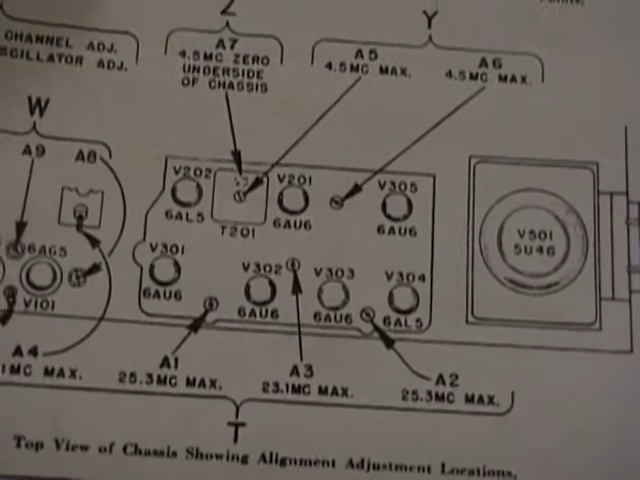 Z
Y
CHANNEL ADJ.
SCILLATOR ADJ.
A7
4.5MC ZERO
UNDERSIDE
OF CHASSIS
A5
4.5MC MAX.
A6
4.5MC MAX.
W
A9
A8
V202
6AL5
T201
V201
6AU6
V305
6AU6
V501
5U4G
6AG5
V101
V301
6AU6
V302
6AU6
V303
6AU6
V304
6AL5
A4
1MC MAX.
A1
25.3MC MAX.
A3
23.1MC MAX.
A2
25.3MC MAX.
T
Top View of Chassis Showing Alignment Adjustment Locations.